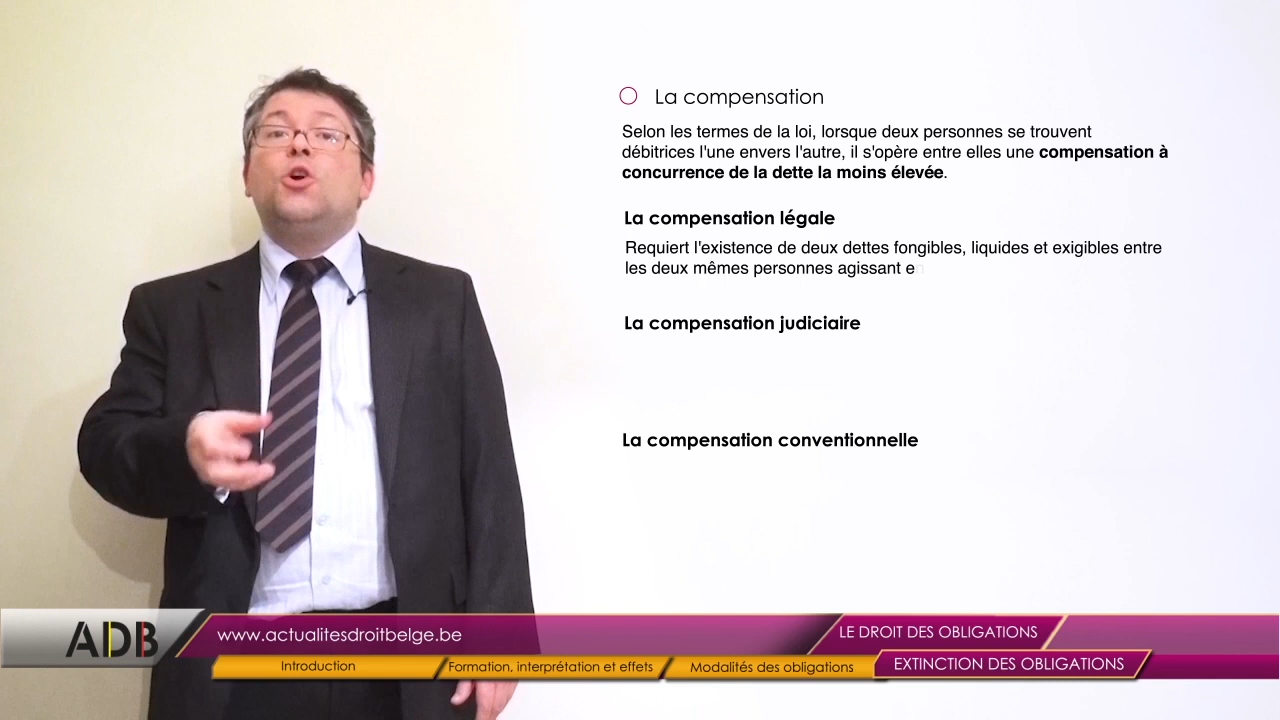 La compensation
Selon les termes de la loi, lorsque deux personnes se trouvent
débitrices l'une envers l'autre, il s'opère entre elles une compensation à
concurrence de la dette la moins élevée.
La compensation légale
Requiert l'existence de deux dettes fongibles, liquides et exigibles entre
les deux mêmes personnes agissant en
La compensation judiciaire
La compensation conventionnelle
ADB
www.actualitesdroitbelge.be
LE DROIT DES OBLIGATIONS
Introduction
Formation, interprétation et effets
Modalités des obligations
EXTINCTION DES OBLIGATIONS